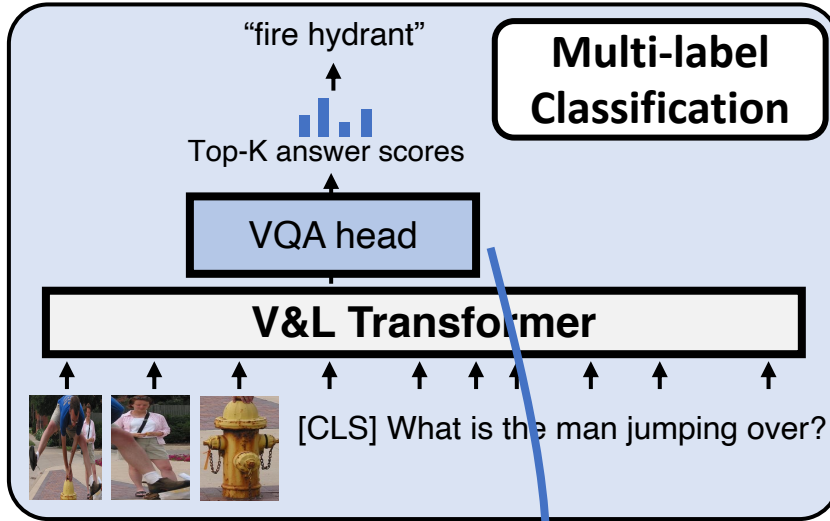 “fire hydrant”
Multi-label
Classification
Top-K answer scores
VQA head
V&L Transformer
[CLS] What is the man jumping over?